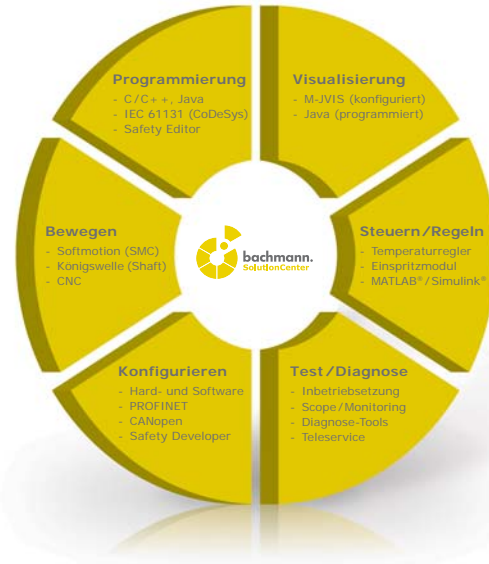 Programmierung
- C/C++, Java
- IEC 61131 (CoDeSys)
- Safety Editor
Visualisierung
- M-JVIS (konfiguriert)
- Java (programmiert)
Bewegen
- Softmotion (SMC)
- Königswelle (Shaft)
- CNC
bachmann.
SolutionCenter
Steuern/Regeln
- Temperaturregler
- Einspritzmodul
- MATLAB®/Simulink®
Konfigurieren
- Hard- und Software
- PROFINET
- CANopen
- Safety Developer
Test/Diagnose
- Inbetriebsetzung
- Scope/Monitoring
- Diagnose-Tools
- Teleservice